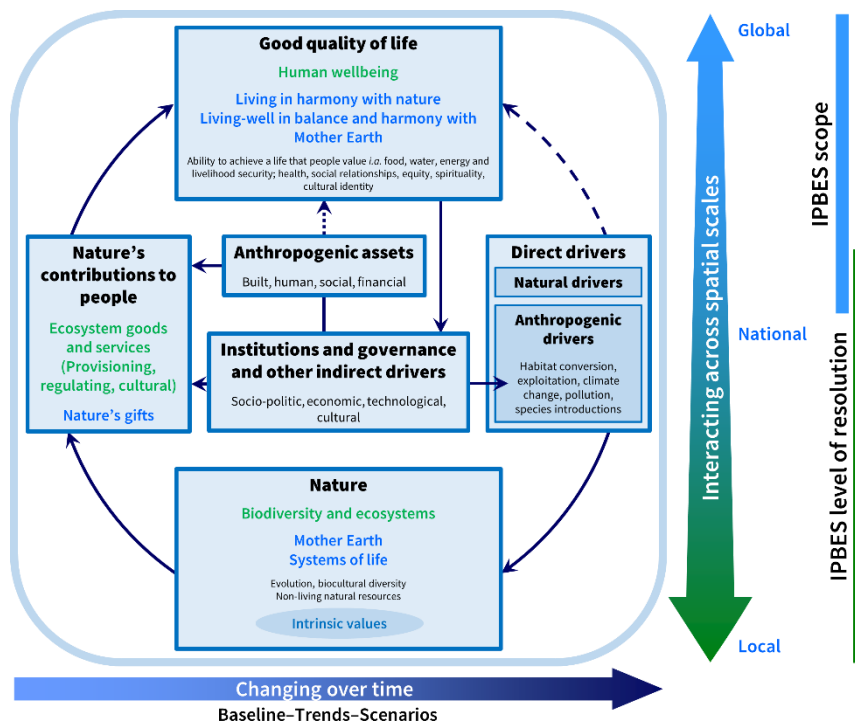 Good quality of life
Human wellbeing
Living in harmony with nature
Living-well in balance and harmony with
Mother Earth
Ability to achieve a life that people value i.a. food, water, energy and
livelihood security; health, social relationships, equity, spirituality,
cultural identity
Nature's
contributions to
people
Ecosystem goods
and services
(Provisioning,
regulating, cultural)
Nature's gifts
Anthropogenic assets
Built, human, social, financial
Institutions and governance
and other indirect drivers
Socio-politic, economic, technological,
cultural
Direct drivers
Natural drivers
Anthropogenic
drivers
Habitat conversion,
exploitation, climate
change, pollution,
species introductions
Nature
Biodiversity and ecosystems
Mother Earth
Systems of life
Evolution, biocultural diversity
Non-living natural resources
Intrinsic values
Changing over time
Baseline–Trends–Scenarios
Interacting across spatial scales
Global
National
Local
IPBES scope
IPBES level of resolution